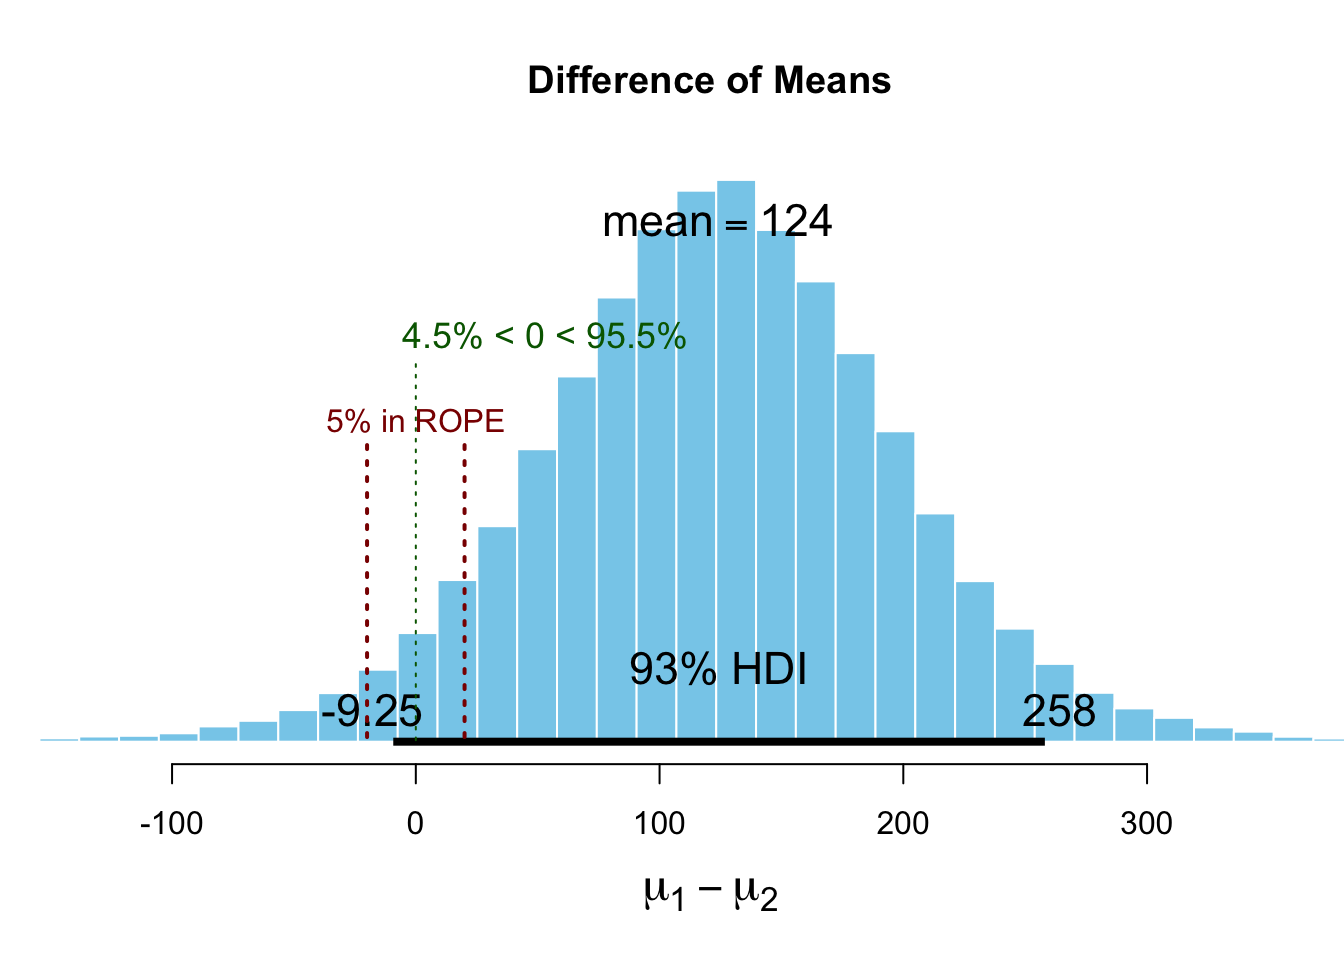 Difference of Means
mean = 124
4.5% < 0 < 95.5%
5% in ROPE
93% HDI
-9.25 258
-100 0 100 200 300
μ₁ − μ₂